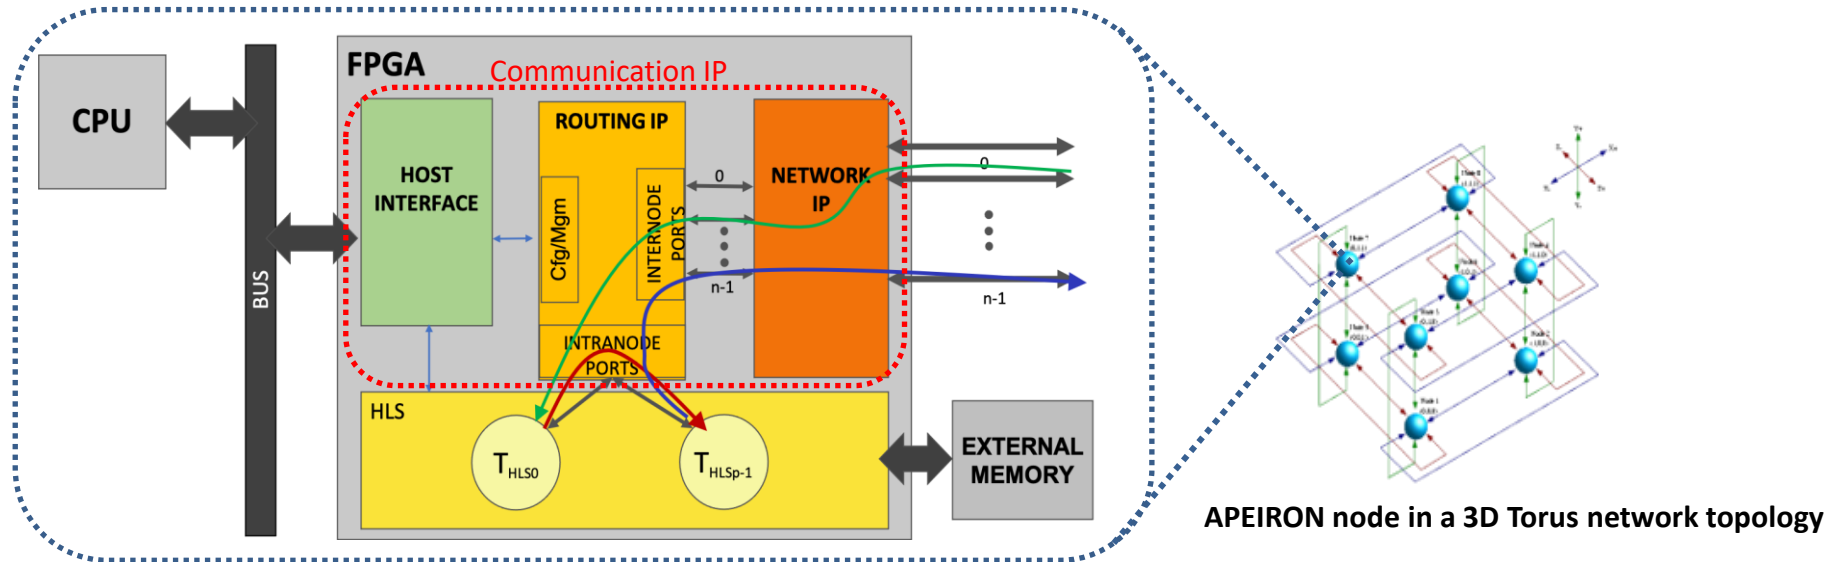 FPGA
Communication IP
CPU
BUS
HOST
INTERFACE
ROUTING IP
Cfg/Mgm
INTERNODE
PORTS
INTRANODE
PORTS
0
n-1
NETWORK
IP
0
n-1
HLS
THLS0
THLSp-1
EXTERNAL
MEMORY
APEIRON node in a 3D Torus network topology